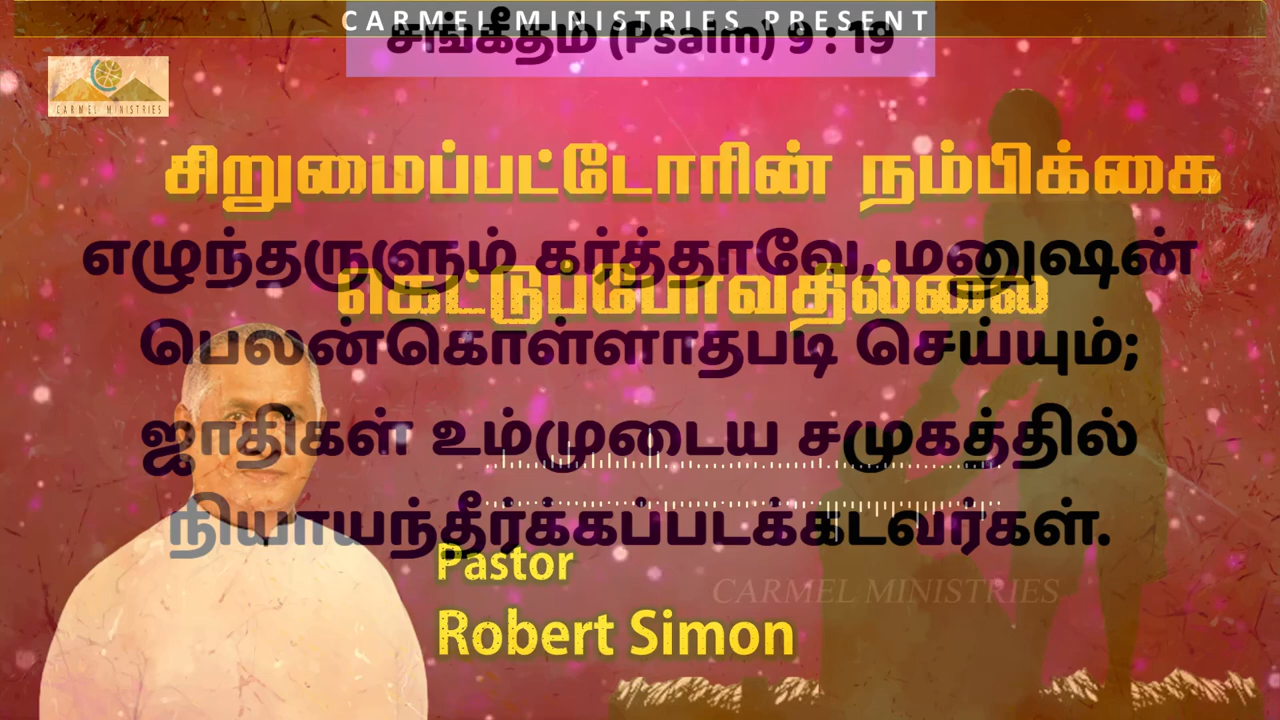 CARMEL MINISTRIES PRESENT
சங்கீதம் (Psalm) 9 : 19
CARMEL MINISTRIES
சிறுமைப்பட்டோரின் நம்பிக்கை
எழுந்தருளும் கர்த்தாவே, மனுஷன்
கெட்டுப்போவதில்லை
பெலன்கொள்ளாதபடி செய்யும்;
ஜாதிகள் உம்முடைய சமுகத்தில்
நியாயந்தீர்க்கப்படக்கடவர்கள்.
Pastor
CARMEL MINISTRIES
Robert Simon